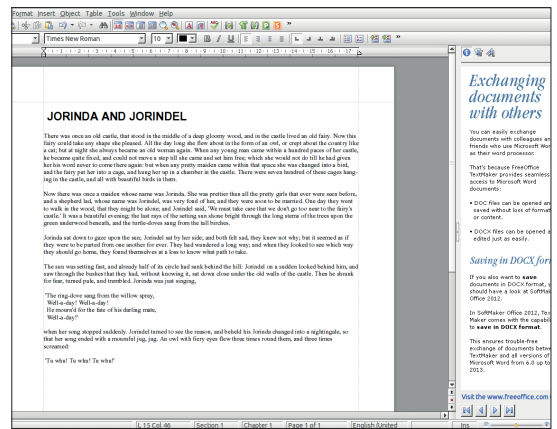 Format Insert Object Table Tools Window Help
Times New Roman
10
JORINDA AND JORINDEL
There was once an old castle, that stood in the middle of a deep gloomy wood, and in the castle lived an old fairy. Now this
fairy could take any shape she pleased. All the day long she flew about in the form of an owl, or crept about the country like
a cat; but at night she always became an old woman again. When any young man came within a hundred paces of her castle,
he became quite fixed, and could not move a step till she came and set him free; which she would not do till he had given
her his word never to come there again: but when any pretty maiden came within that space she was changed into a bird,
and the fairy put her into a cage, and hung her up in a chamber in the castle. There were seven hundred of these cages hang-
ing in the castle, and all with beautiful birds in them.
Now there was once a maiden whose name was Jorinda. She was prettier than all the pretty girls that ever were seen before,
and a shepherd lad, whose name was Jorindel, was very fond of her, and they were soon to be married. One day they went
to walk in the wood, that they might be alone; and Jorindel said, 'We must take care that we don't go too near to the fairy's
castle.' It was a beautiful evening; the last rays of the setting sun shone bright through the long stems of the trees upon the
green underwood beneath, and the turtle-doves sang from the tall birches.
Jorinda sat down to gaze upon the sun; Jorindel sat by her side; and both felt sad, they knew not why; but it seemed as if
they were to be parted from one another for ever. They had wandered a long way; and when they looked to see which way
they should go home, they found themselves at a loss to know what path to take.
The sun was setting fast, and already half of its circle had sunk behind the hill: Jorindel on a sudden looked behind him, and
saw through the bushes that they had, without knowing it, sat down close under the old walls of the castle. Then he shrank
for fear, turned pale, and trembled. Jorinda was just singing,
'The ring-dove sang from the willow spray,
Well-a-day! Well-a-day!
He mourn'd for the fate of his darling mate,
Well-a-day!'
when her song stopped suddenly. Jorindel turned to see the reason, and beheld his Jorinda changed into a nightingale, so
that her song ended with a mournful jug, jug. An owl with fiery eyes flew three times round them, and three times
screamed:
'Tu whu! Tu whu! Tu whu!'
Exchanging
documents
with others
You can easily exchange
documents with colleagues an
friends who use Microsoft Wor
as their word processor.
That's because FreeOffice
TextMaker provides seamless
access to Microsoft Word
documents:
• DOC files can be opened an
saved without loss of format
or content.
• DOCX files can be opened a
edited just as easily.
Saving in DOCX for
If you also want to save
documents in DOCX format, y
should have a look at SoftMak
Office 2012.
In SoftMaker Office 2012, Tex
Maker comes with the capabili
to save in DOCX format.
This ensures trouble-free
exchange of documents betwe
TextMaker and all versions of
Microsoft Word from 6.0 up to
2013.
Visit the www.freeoffice.com
L 15 Col 46 Section 1 Chapter 1 Page 1 of 1 English (United Ins